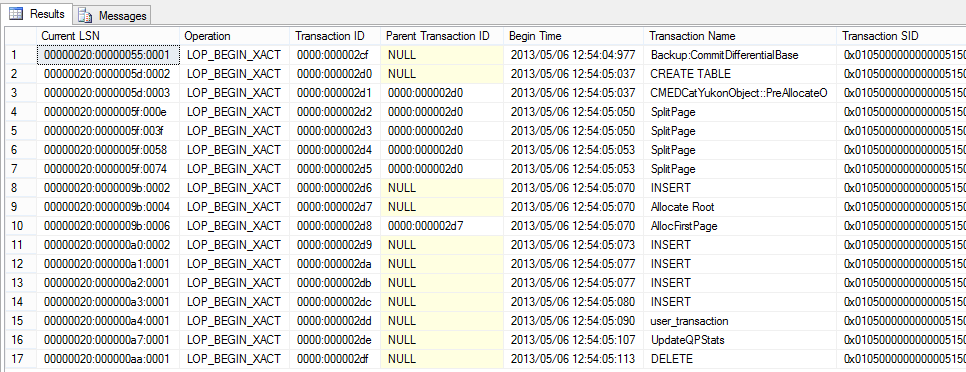 Results Messages
Current LSN Operation Transaction ID Parent Transaction ID Begin Time Transaction Name Transaction SID
1 00000020:00000055:0001 LOP_BEGIN_XACT 0000:000002cf NULL 2013/05/06 12:54:04:977 Backup:CommitDifferentialBase 0x0105000000000005150
2 00000020:0000005d:0002 LOP_BEGIN_XACT 0000:000002d0 NULL 2013/05/06 12:54:05:037 CREATE TABLE 0x0105000000000005150
3 00000020:0000005d:0003 LOP_BEGIN_XACT 0000:000002d1 0000:000002d0 2013/05/06 12:54:05:037 CMEDCatYukonObject::PreAllocateO 0x0105000000000005150
4 00000020:0000005f:000e LOP_BEGIN_XACT 0000:000002d2 0000:000002d0 2013/05/06 12:54:05:050 SplitPage 0x0105000000000005150
5 00000020:0000005f:003f LOP_BEGIN_XACT 0000:000002d3 0000:000002d0 2013/05/06 12:54:05:050 SplitPage 0x0105000000000005150
6 00000020:0000005f:0058 LOP_BEGIN_XACT 0000:000002d4 0000:000002d0 2013/05/06 12:54:05:053 SplitPage 0x0105000000000005150
7 00000020:0000005f:0074 LOP_BEGIN_XACT 0000:000002d5 0000:000002d0 2013/05/06 12:54:05:053 SplitPage 0x0105000000000005150
8 00000020:0000009b:0002 LOP_BEGIN_XACT 0000:000002d6 NULL 2013/05/06 12:54:05:070 INSERT 0x0105000000000005150
9 00000020:0000009b:0004 LOP_BEGIN_XACT 0000:000002d7 NULL 2013/05/06 12:54:05:070 Allocate Root 0x0105000000000005150
10 00000020:0000009b:0006 LOP_BEGIN_XACT 0000:000002d8 0000:000002d7 2013/05/06 12:54:05:070 AllocFirstPage 0x0105000000000005150
11 00000020:000000a0:0002 LOP_BEGIN_XACT 0000:000002d9 NULL 2013/05/06 12:54:05:073 INSERT 0x0105000000000005150
12 00000020:000000a1:0001 LOP_BEGIN_XACT 0000:000002da NULL 2013/05/06 12:54:05:077 INSERT 0x0105000000000005150
13 00000020:000000a2:0001 LOP_BEGIN_XACT 0000:000002db NULL 2013/05/06 12:54:05:077 INSERT 0x0105000000000005150
14 00000020:000000a3:0001 LOP_BEGIN_XACT 0000:000002dc NULL 2013/05/06 12:54:05:080 INSERT 0x0105000000000005150
15 00000020:000000a4:0001 LOP_BEGIN_XACT 0000:000002dd NULL 2013/05/06 12:54:05:090 user_transaction 0x0105000000000005150
16 00000020:000000a7:0001 LOP_BEGIN_XACT 0000:000002de NULL 2013/05/06 12:54:05:107 UpdateQPStats 0x0105000000000005150
17 00000020:000000aa:0001 LOP_BEGIN_XACT 0000:000002df NULL 2013/05/06 12:54:05:113 DELETE 0x0105000000000005150